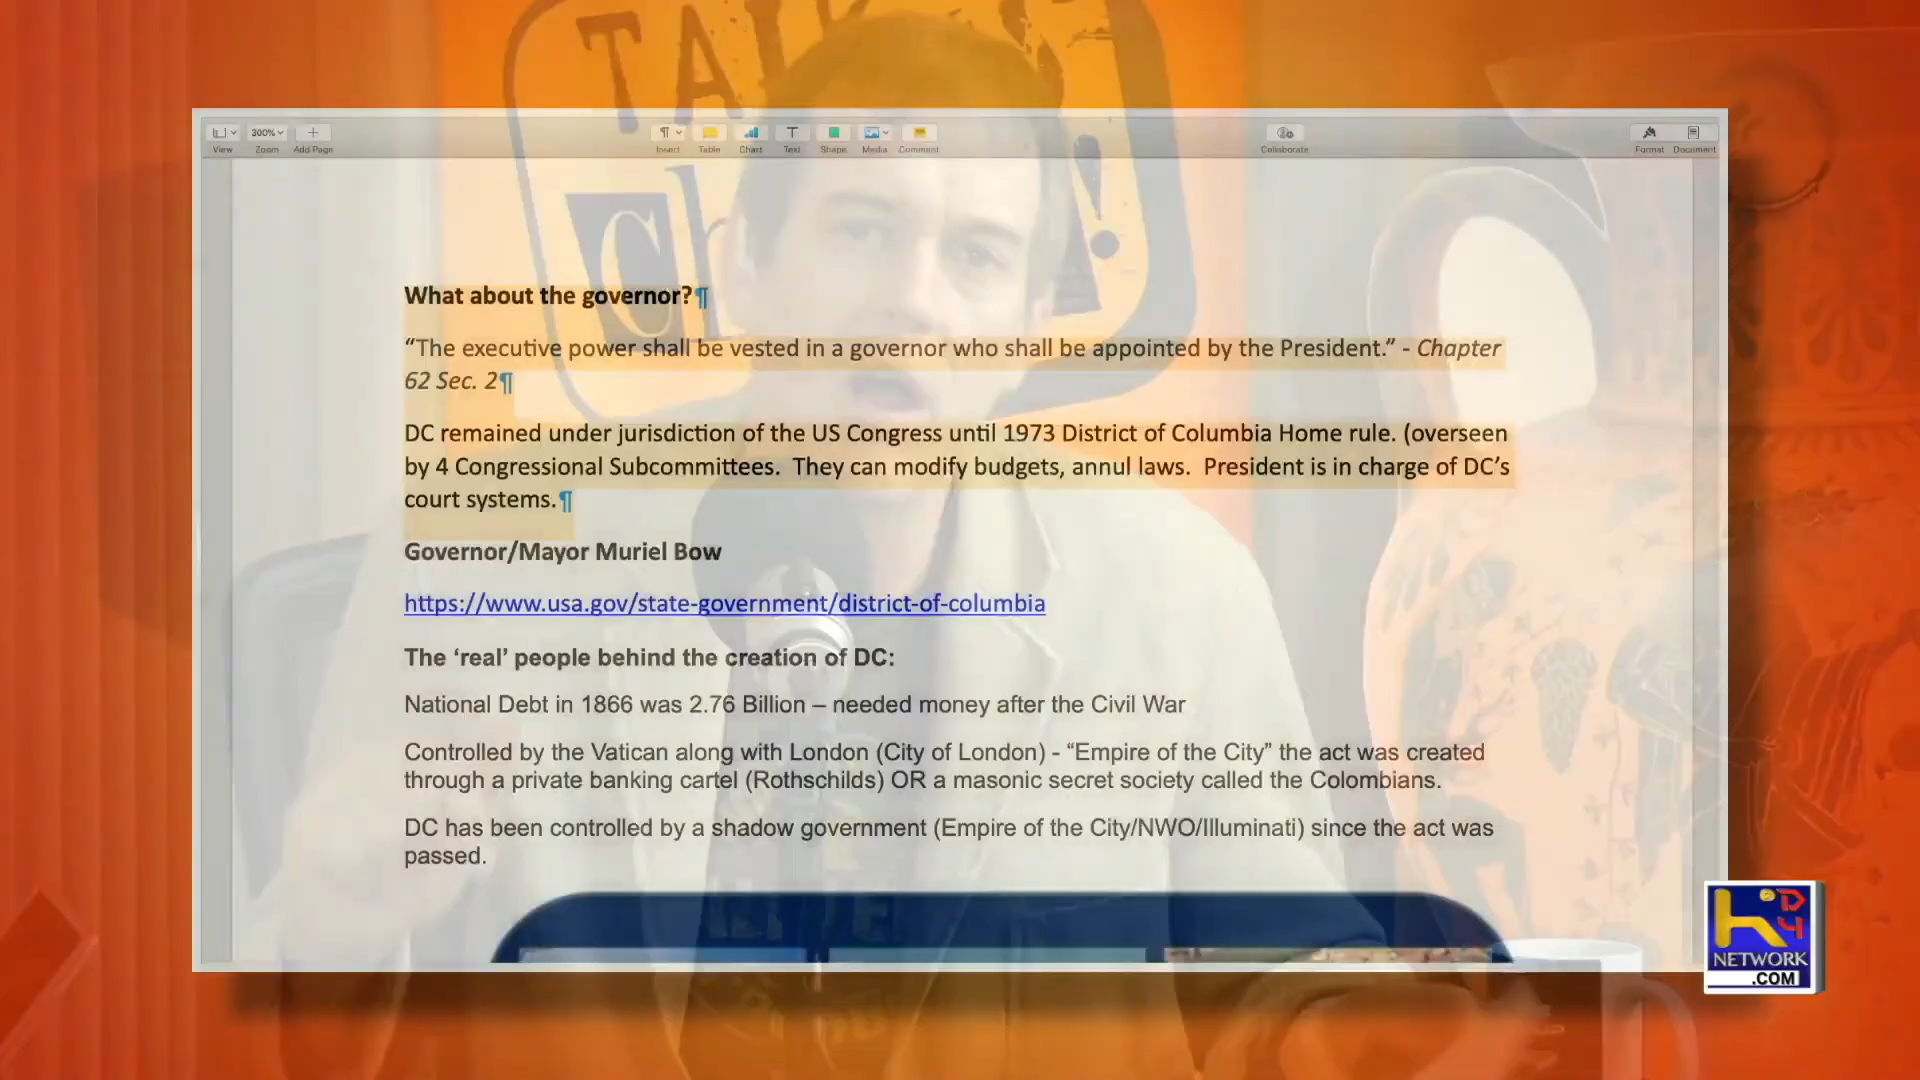 TAL
Ch !
View
300%
Zoom
Add Page
Insert
Table
Chart
Text
Shape
Media
Comment
Collaborate
Format
Document
What about the governor?¶
“The executive power shall be vested in a governor who shall be appointed by the President.” - Chapter
62 Sec. 2¶
DC remained under jurisdiction of the US Congress until 1973 District of Columbia Home rule. (overseen
by 4 Congressional Subcommittees.  They can modify budgets, annul laws.  President is in charge of DC’s
court systems.¶
Governor/Mayor Muriel Bow
https://www.usa.gov/state-government/district-of-columbia
The ‘real’ people behind the creation of DC:
National Debt in 1866 was 2.76 Billion – needed money after the Civil War
Controlled by the Vatican along with London (City of London) - “Empire of the City” the act was created
through a private banking cartel (Rothschilds) OR a masonic secret society called the Colombians.
DC has been controlled by a shadow government (Empire of the City/NWO/Illuminati) since the act was
passed.
D4
NETWORK
.COM